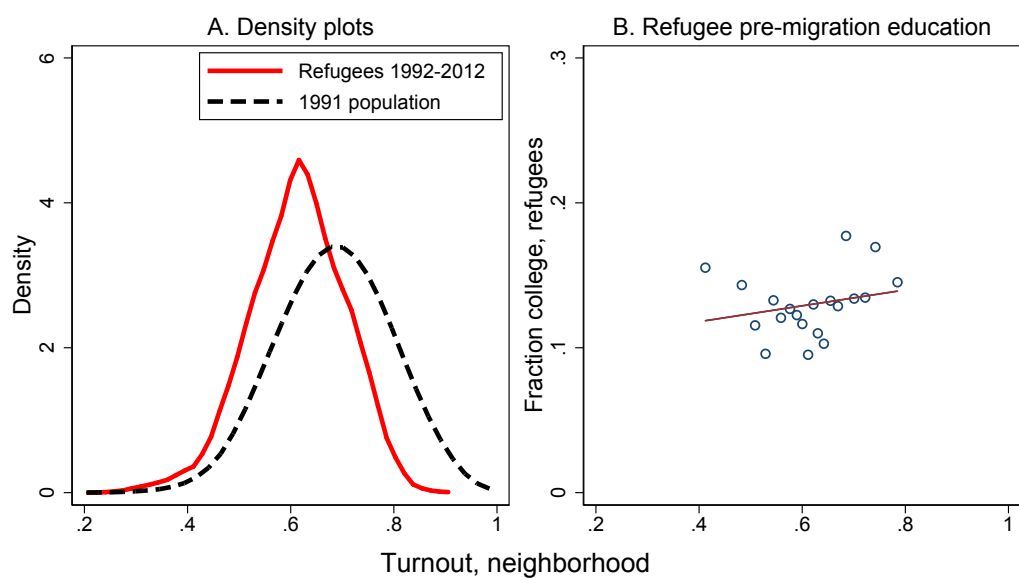 A. Density plots
Refugees 1992-2012
1991 population
Density
0
2
4
6
.2
.4
.6
.8
1
B. Refugee pre-migration education
Fraction college, refugees
0
.1
.2
.3
.2
.4
.6
.8
1
Turnout, neighborhood